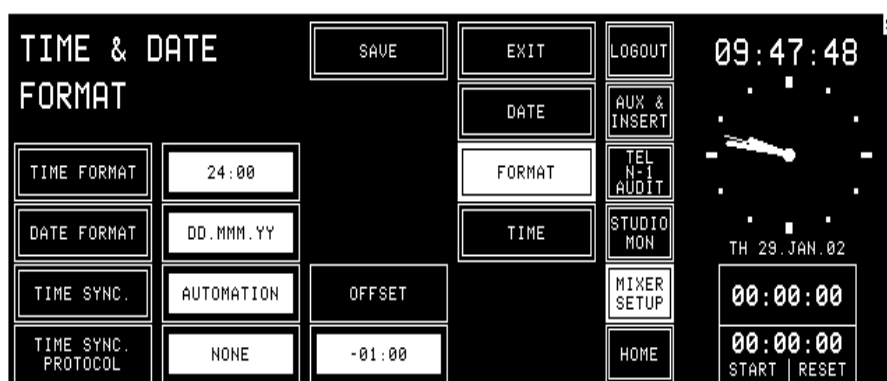 TIME & DATE
FORMAT
SAVE
EXIT
LOGOUT
09:47:48
DATE
AUX &
INSERT
TIME FORMAT
24:00
FORMAT
TEL
N-1
AUDIT
DATE FORMAT
DD.MMM.YY
TIME
STUDIO
MON
TH 29.JAN.02
TIME SYNC.
AUTOMATION
OFFSET
MIXER
SETUP
00:00:00
TIME SYNC.
PROTOCOL
NONE
-01:00
HOME
00:00:00
START | RESET